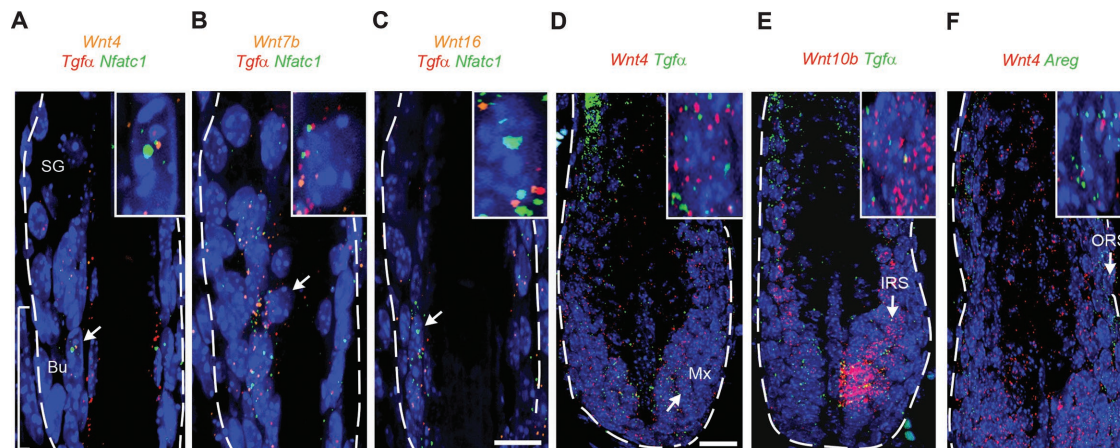 A
B
C
D
E
F
Wnt4
Tgfα Nfatc1
Wnt7b
Tgfα Nfatc1
Wnt16
Tgfα Nfatc1
Wnt4 Tgfα
Wnt10b Tgfα
Wnt4 Areg
SG
Bu
Mx
IRS
ORS